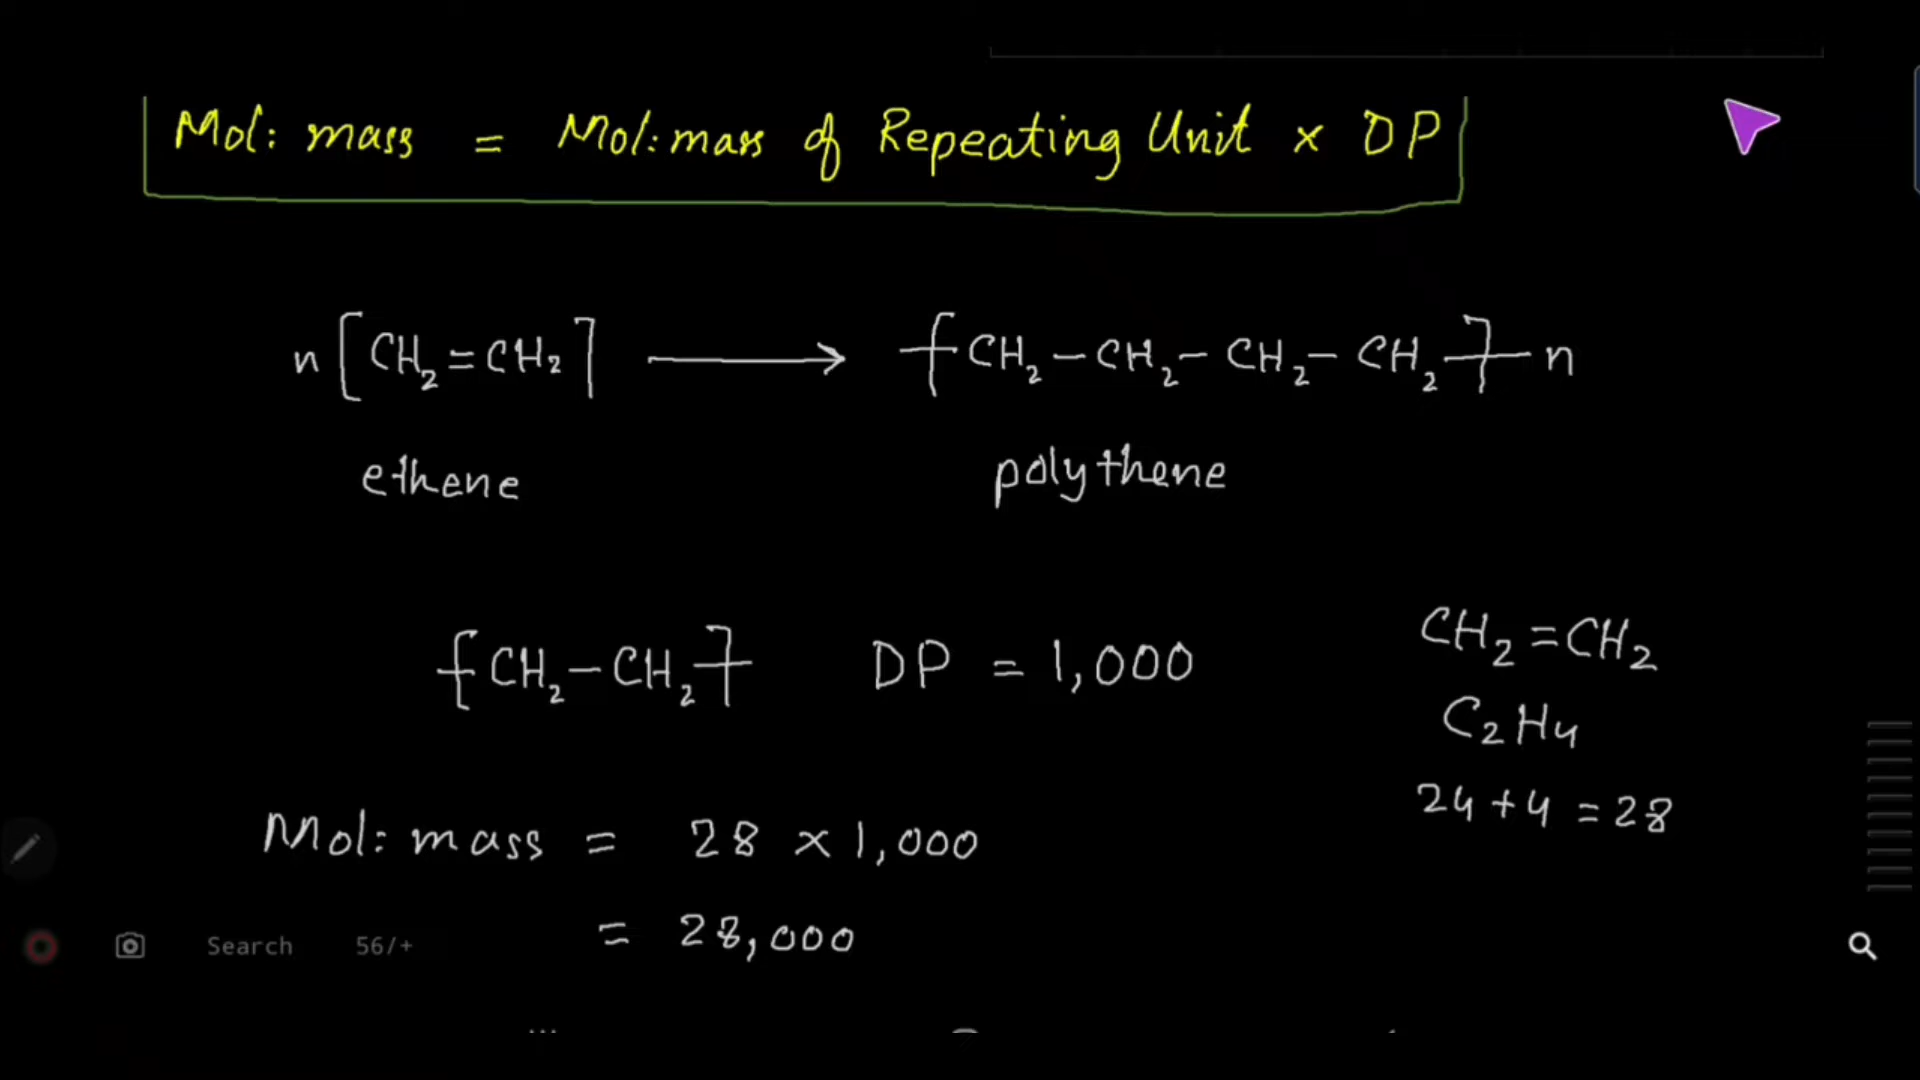 Mol: mass = Mol: mass of Repeating Unit × DP
n[CH₂=CH₂] ⟶ -[CH₂-CH₂-CH₂-CH₂]-n
ethene polythene
-[CH₂-CH₂]- DP = 1,000
CH₂=CH₂
C₂H₄
24+4=28
Mol: mass = 28 × 1,000
= 28,000
Search 56/+